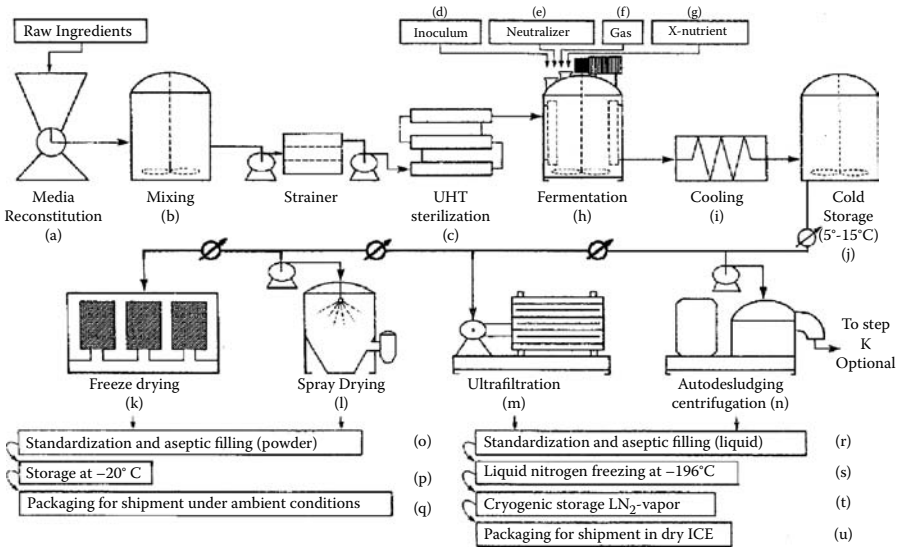 (d)
(e)
(f)
(g)
Raw Ingredients
Inoculum
Neutralizer
Gas
X-nutrient
Media
Reconstitution
(a)
Mixing
(b)
Strainer
UHT
sterilization
(c)
Fermentation
(h)
Cooling
(i)
Cold
Storage
(5°-15°C)
(j)
Freeze drying
(k)
Spray Drying
(l)
Ultrafiltration
(m)
Autodesludging
centrifugation (n)
To step
K
Optional
Standardization and aseptic filling (powder)
(o)
Storage at –20° C
(p)
Packaging for shipment under ambient conditions
(q)
Standardization and aseptic filling (liquid)
(r)
Liquid nitrogen freezing at –196°C
(s)
Cryogenic storage LN2-vapor
(t)
Packaging for shipment in dry ICE
(u)